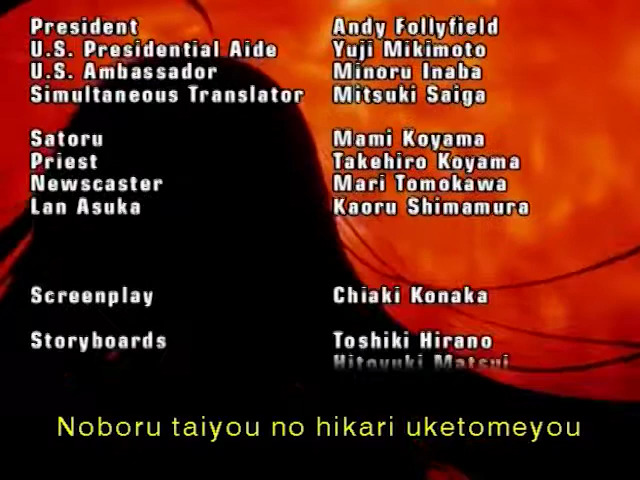 President Andy Follyfield
U.S. Presidential Aide Yuji Mikimoto
U.S. Ambassador Minoru Inaba
Simultaneous Translator Mitsuki Saiga
Satoru Mami Koyama
Priest Takehiro Koyama
Newscaster Mari Tomokawa
Lan Asuka Kaoru Shimamura
Screenplay Chiaki Konaka
Storyboards Toshiki Hirano
Hitoyuki Matsui
Noboru taiyou no hikari uketomeyou